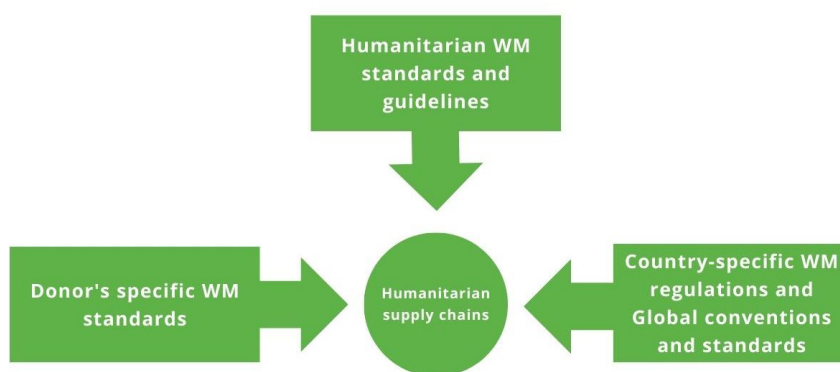 Humanitarian WM
standards and
guidelines
Donor's specific WM
standards
Humanitarian
supply chains
Country-specific WM
regulations and
Global conventions
and standards